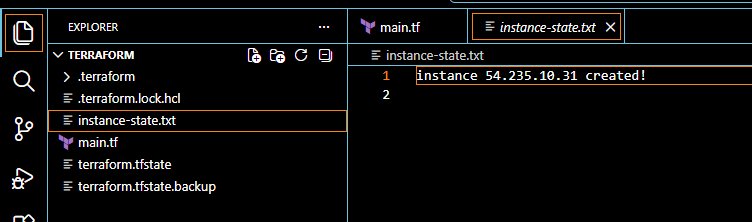 EXPLORER
...
TERRAFORM
.terraform
.terraform.lock.hcl
instance-state.txt
main.tf
terraform.tfstate
terraform.tfstate.backup
main.tf
instance-state.txt
instance-state.txt
1 instance 54.235.10.31 created!
2